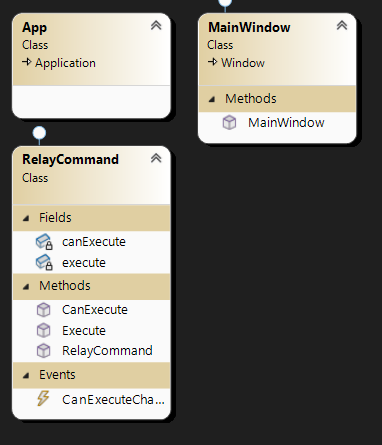 App
Class
Application
MainWindow
Class
Window
Methods
MainWindow
RelayCommand
Class
Fields
canExecute
execute
Methods
CanExecute
Execute
RelayCommand
Events
CanExecuteCha...